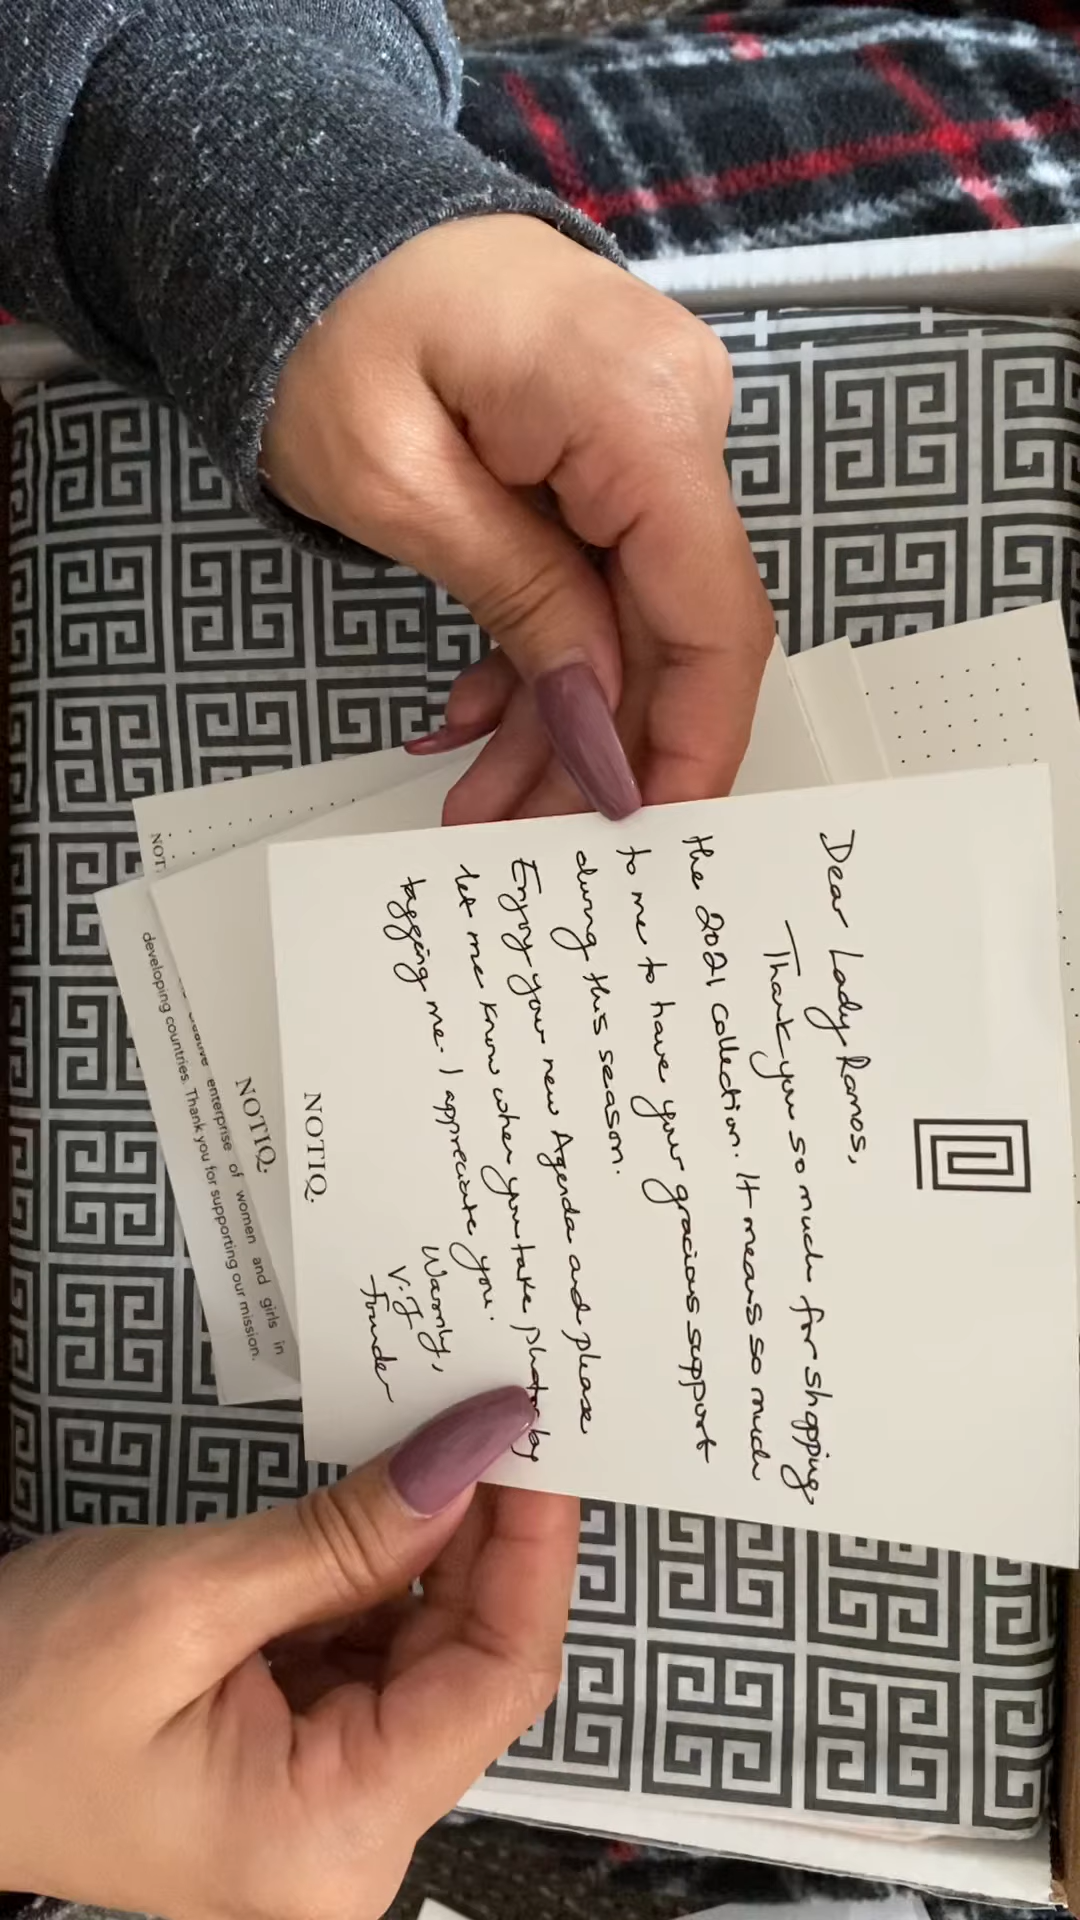 Dear Lady Ramos,
Thank you so much for shopping
the 2021 collection. It means so much
to me to have your gracious support
during this season.
Enjoy your new Agenda and please
let me know when you take photos by
tagging me. I appreciate you.
Warmly,
V.J
Founder
NOTIQ.
NOTIQ.
enterprise of women and girls in
developing countries. Thank you for supporting our mission.
NOT